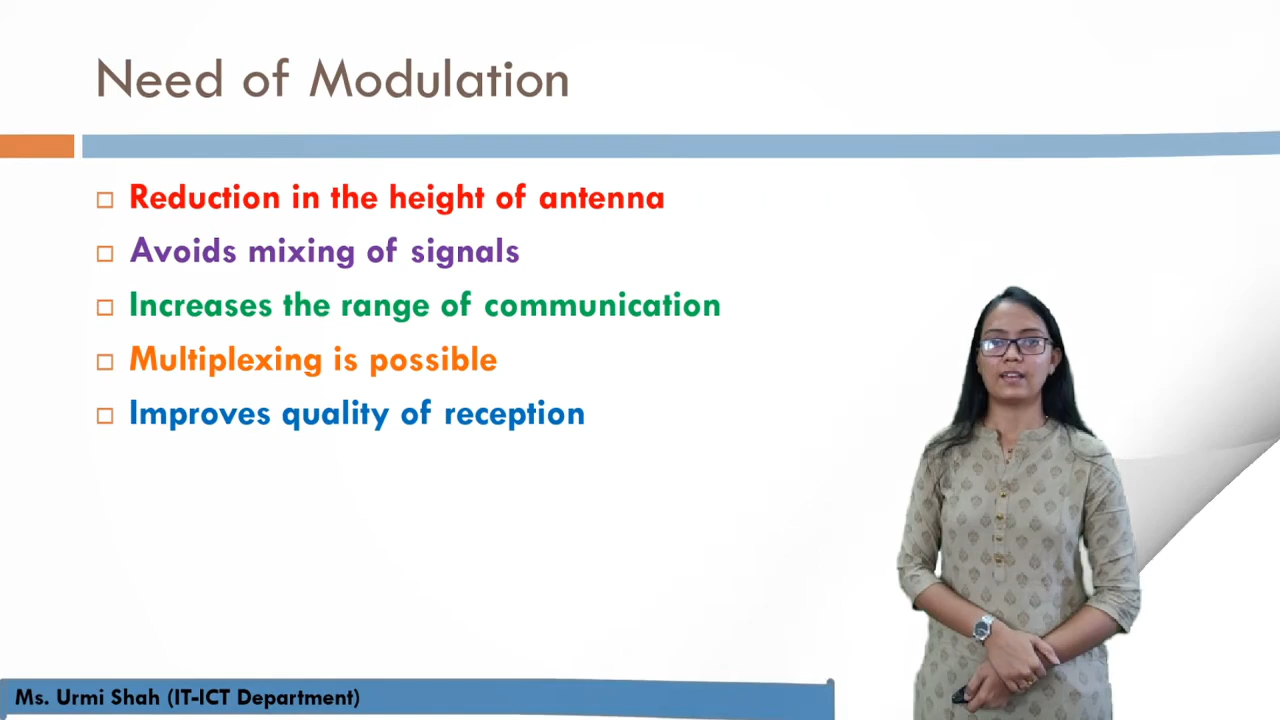 Need of Modulation
Reduction in the height of antenna
Avoids mixing of signals
Increases the range of communication
Multiplexing is possible
Improves quality of reception
Ms. Urmi Shah (IT-ICT Department)